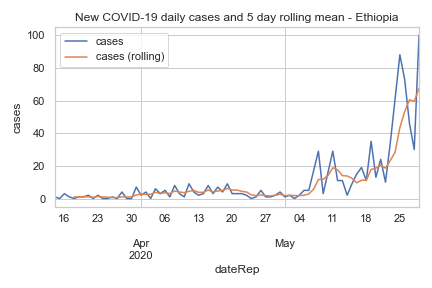 New COVID-19 daily cases and 5 day rolling mean - Ethiopia
cases
cases (rolling)
100
80
60
40
20
0
cases
16 23 30 06 13 20 27 04 11 18 25
Apr May
2020
dateRep